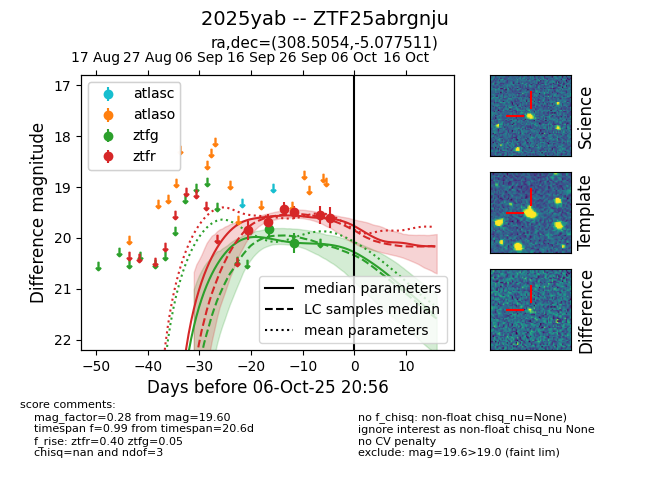 2025yab -- ZTF25abrgnju
ra,dec=(308.5054,-5.077511)
17 Aug 27 Aug 06 Sep 16 Sep 26 Sep 06 Oct 16 Oct
atlasc
atlaso
ztfg
ztfr
17
18
19
20
21
22
Difference magnitude
median parameters
LC samples median
mean parameters
−50 −40 −30 −20 −10 0 10
Days before 06-Oct-25 20:56
Science
Template
Difference
score comments:
mag_factor=0.28 from mag=19.60
timespan f=0.99 from timespan=20.6d
f_rise: ztfr=0.40 ztfg=0.05
chisq=nan and ndof=3
no f_chisq: non-float chisq_nu=None)
ignore interest as non-float chisq_nu None
no CV penalty
exclude: mag=19.6>19.0 (faint lim)